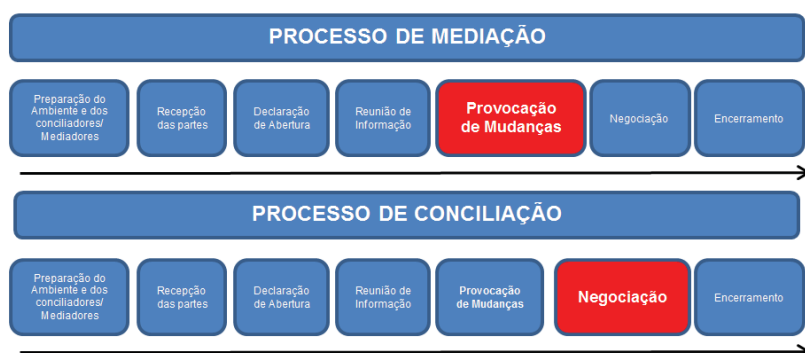 PROCESSO DE MEDIAÇÃO
Preparação do
Ambiente e dos
conciliadores/
Mediadores
Recepção
das partes
Declaração
de Abertura
Reunião de
Informação
Provocação
de Mudanças
Negociação
Encerramento
PROCESSO DE CONCILIAÇÃO
Preparação do
Ambiente e dos
conciliadores/
Mediadores
Recepção
das partes
Declaração
de Abertura
Reunião de
Informação
Provocação
de Mudanças
Negociação
Encerramento